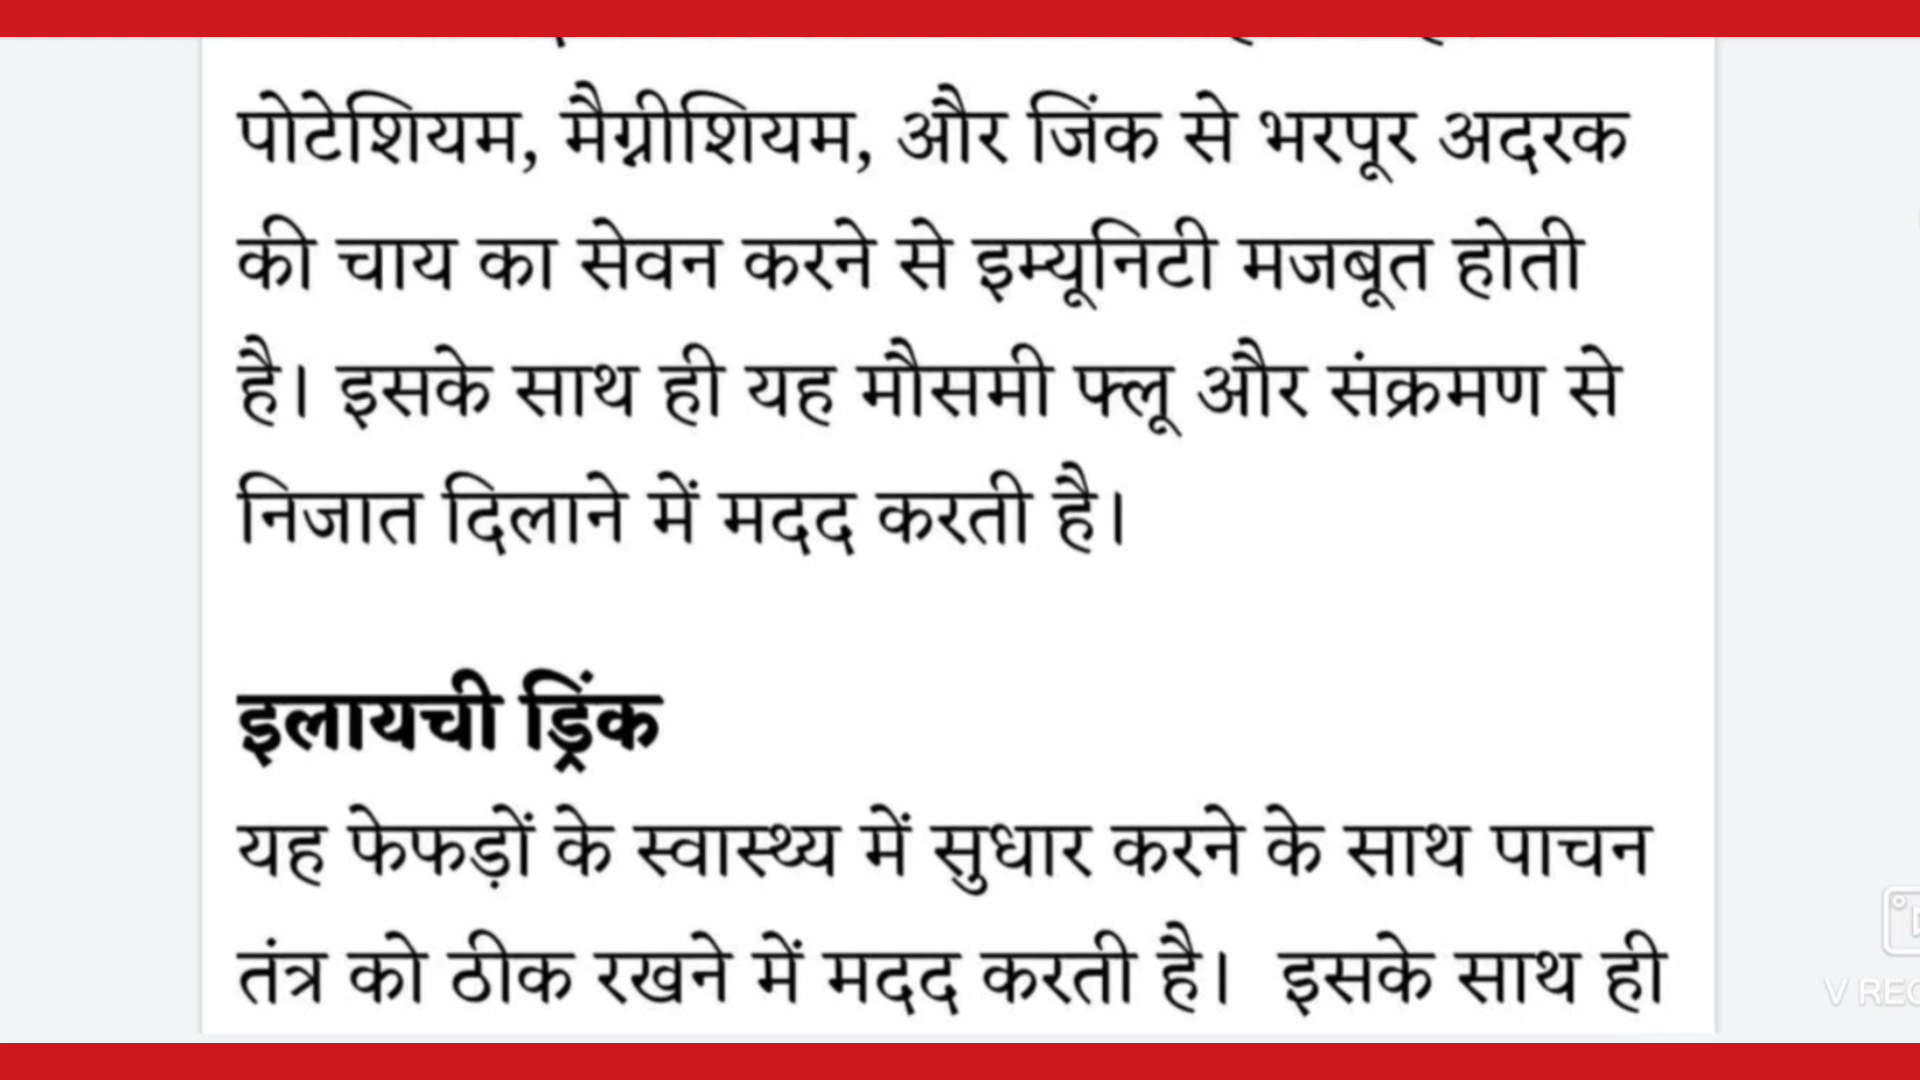 पोटेशियम, मैग्नीशियम, और जिंक से भरपूर अदरक
की चाय का सेवन करने से इम्यूनिटी मजबूत होती
है। इसके साथ ही यह मौसमी फ्लू और संक्रमण से
निजात दिलाने में मदद करती है।
इलायची ड्रिंक
यह फेफड़ों के स्वास्थ्य में सुधार करने के साथ पाचन
तंत्र को ठीक रखने में मदद करती है। इसके साथ ही
V REC